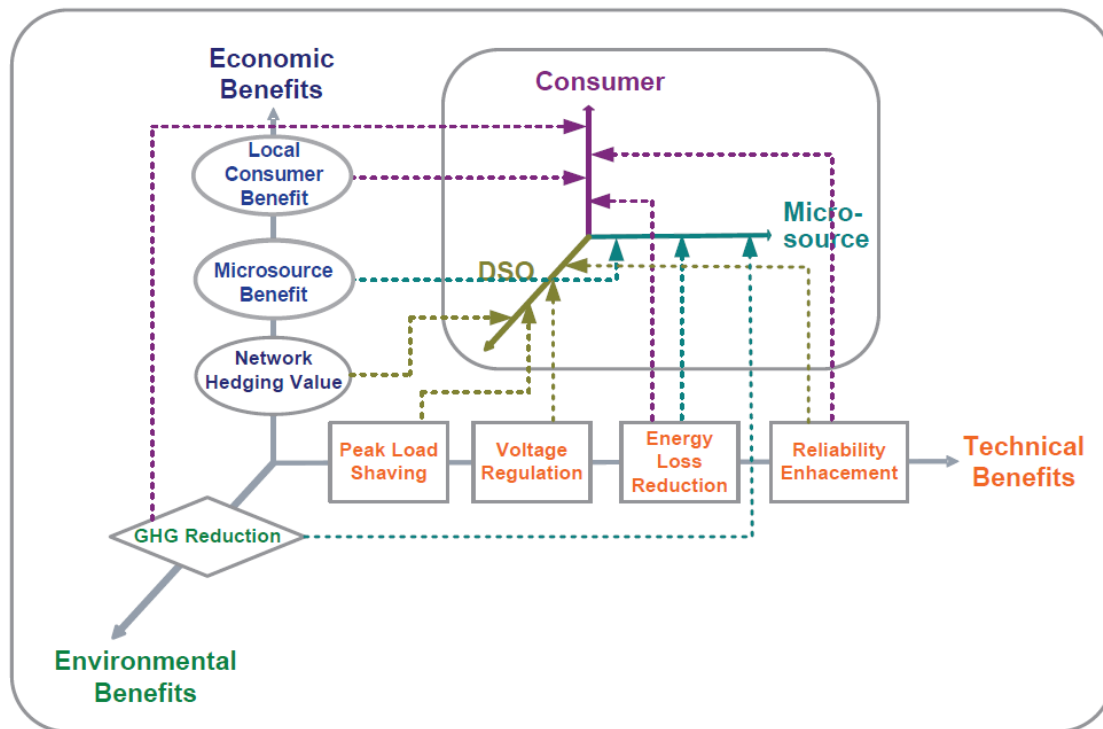 Economic
Benefits
Consumer
Local
Consumer
Benefit
Micro-
source
Microsource
Benefit
DSO
Network
Hedging Value
Peak Load
Shaving
Voltage
Regulation
Energy
Loss
Reduction
Reliability
Enhacement
Technical
Benefits
GHG Reduction
Environmental
Benefits